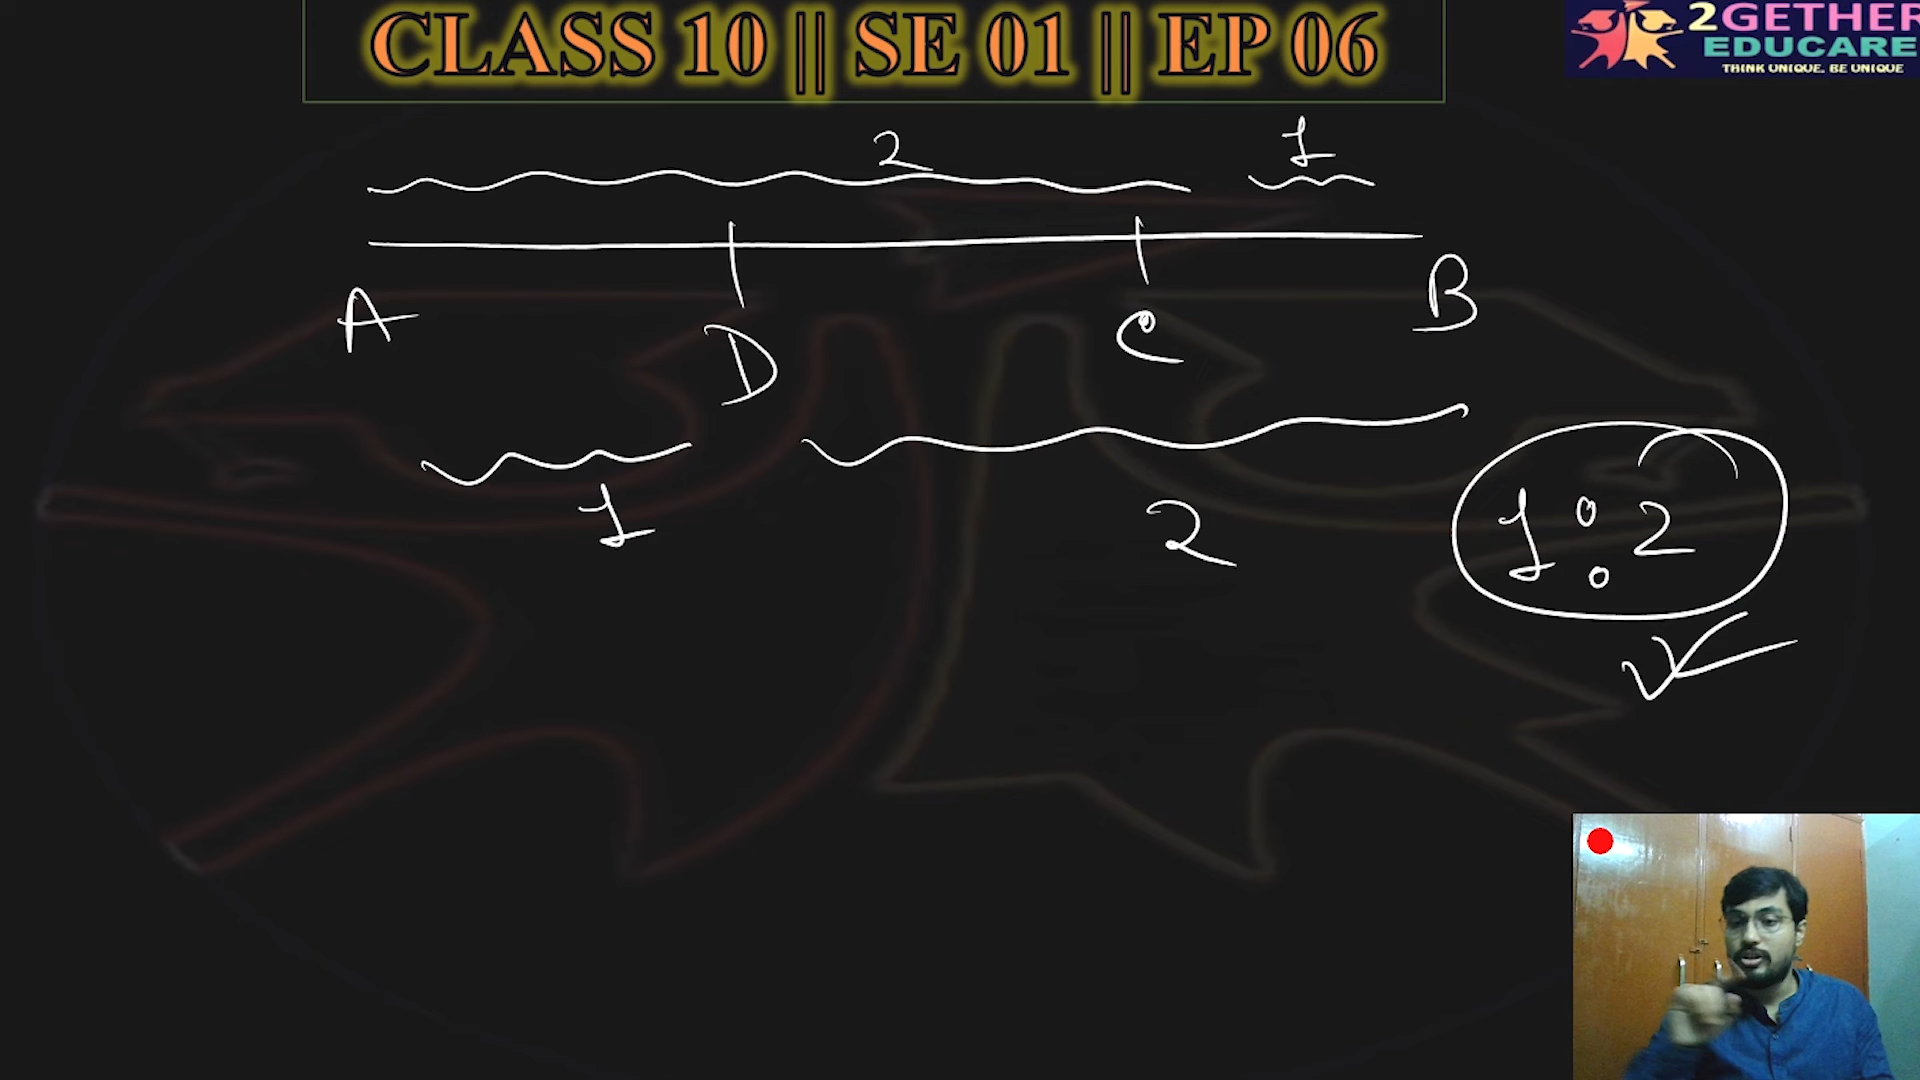 CLASS 10 || SE 01 || EP 06
2GETHER
EDUCARE
THINK UNIQUE. BE UNIQUE
2 1
A D C B
1 2
1:2